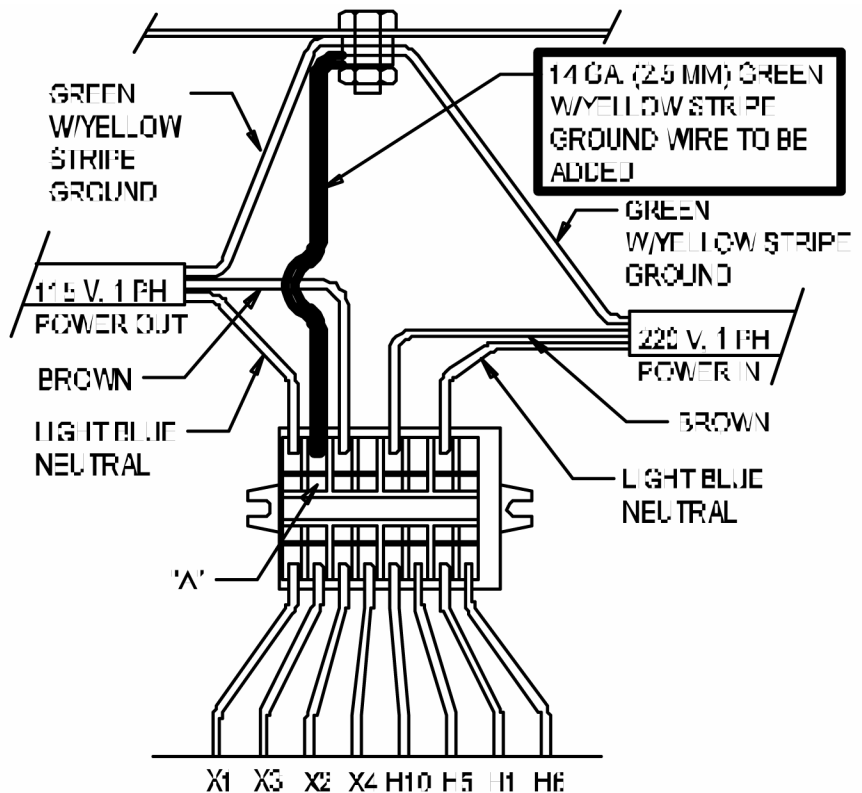 GREEN
W/YELLOW
STRIPE
GROUND
14 GA. (2.5 MM) GREEN
W/YELLOW STRIPE
GROUND WIRE TO BE
ADDED
GREEN
W/YELLOW STRIPE
GROUND
115 V. 1 PH
POWER OUT
220 V. 1 PH
POWER IN
BROWN
BROWN
LIGHT BLUE
NEUTRAL
LIGHT BLUE
NEUTRAL
"A"
X1 X3 X2 X4 H10 H5 H1 H6